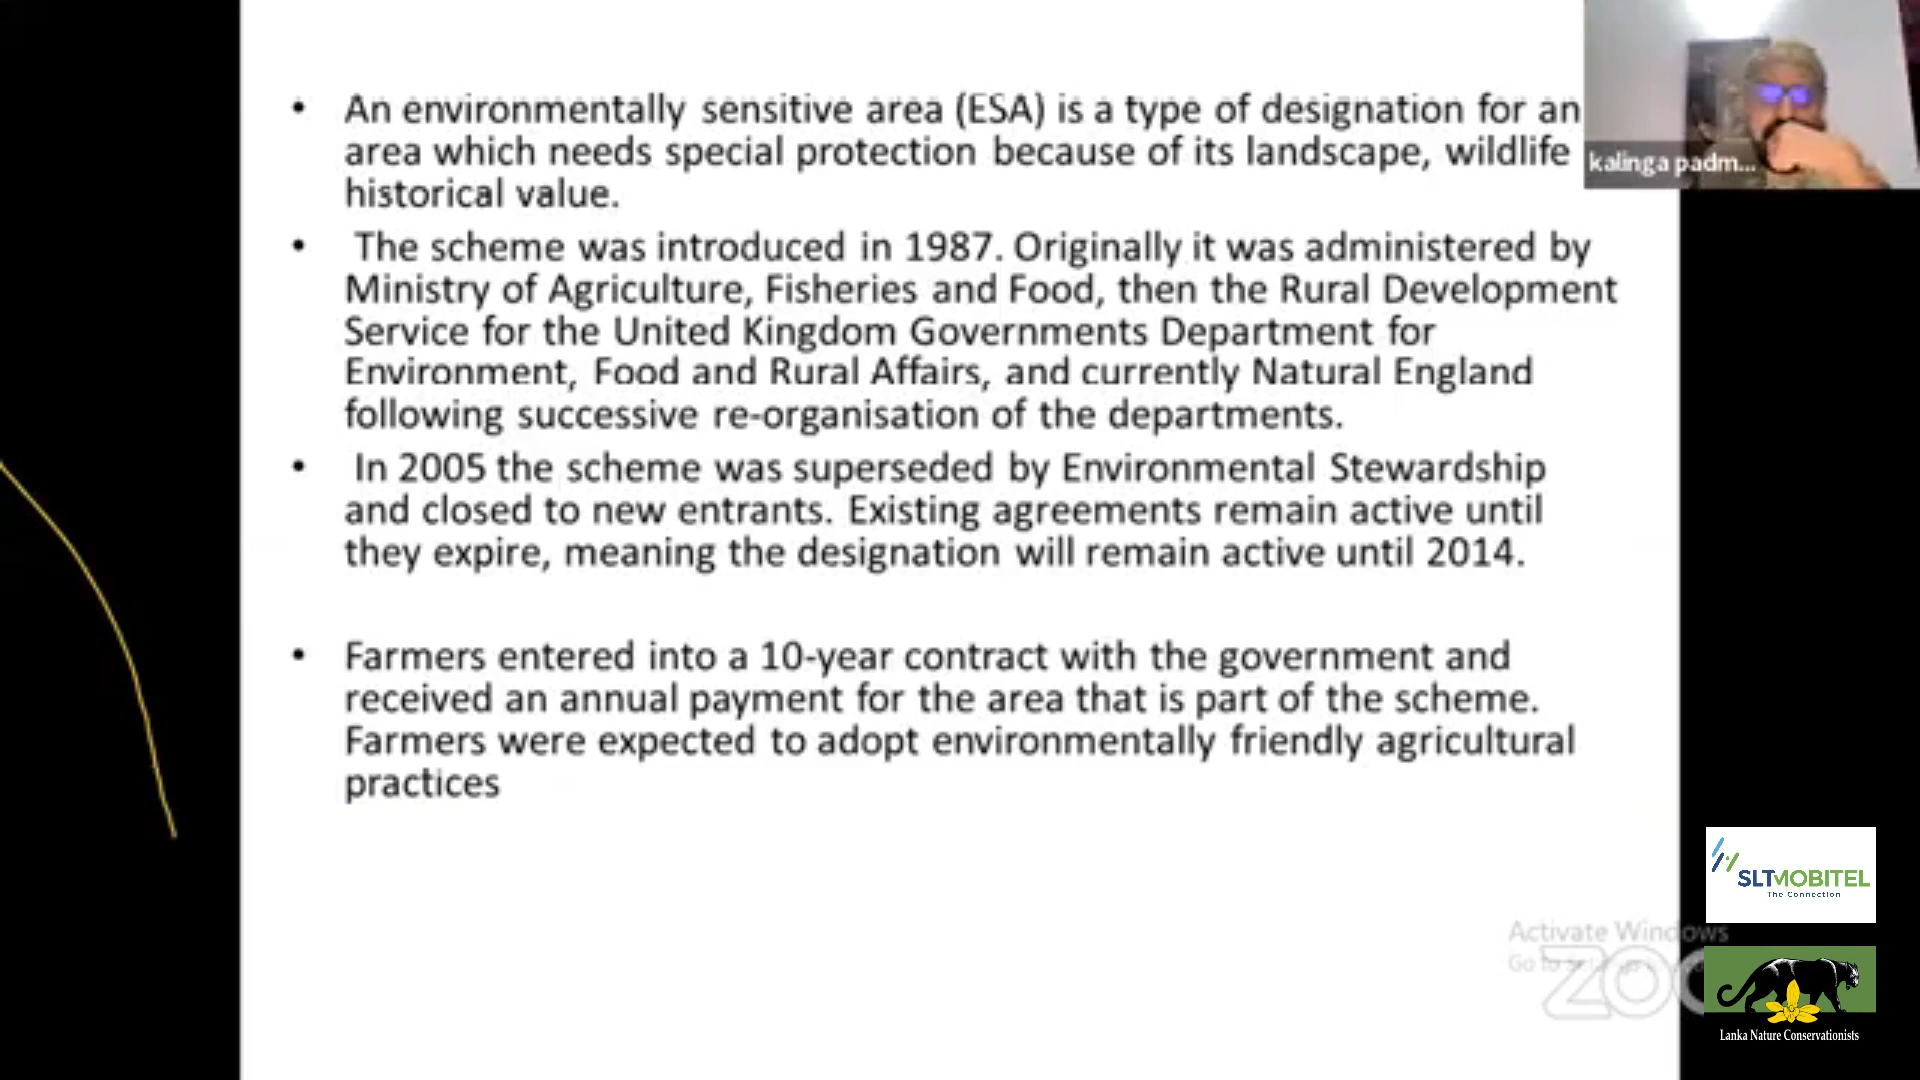 • An environmentally sensitive area (ESA) is a type of designation for an
area which needs special protection because of its landscape, wildlife
historical value.
• The scheme was introduced in 1987. Originally it was administered by
Ministry of Agriculture, Fisheries and Food, then the Rural Development
Service for the United Kingdom Governments Department for
Environment, Food and Rural Affairs, and currently Natural England
following successive re-organisation of the departments.
• In 2005 the scheme was superseded by Environmental Stewardship
and closed to new entrants. Existing agreements remain active until
they expire, meaning the designation will remain active until 2014.
• Farmers entered into a 10-year contract with the government and
received an annual payment for the area that is part of the scheme.
Farmers were expected to adopt environmentally friendly agricultural
practices
kalinga padm...
SLTMOBITEL
The Connection
Activate Windows
Go to
Lanka Nature Conservationists